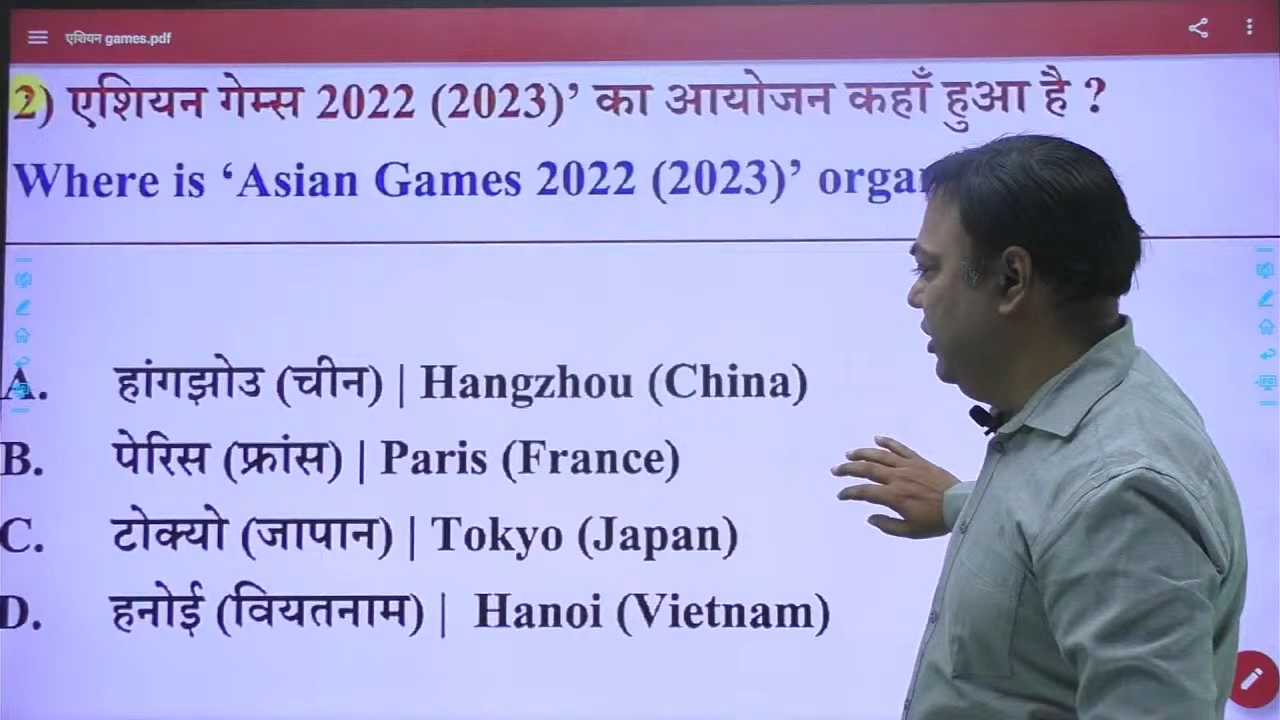 एशियन games.pdf
2) एशियन गेम्स 2022 (2023)’ का आयोजन कहाँ हुआ है ?
Where is ‘Asian Games 2022 (2023)’
A. हांगझोउ (चीन) | Hangzhou (China)
B. पेरिस (फ्रांस) | Paris (France)
C. टोक्यो (जापान) | Tokyo (Japan)
D. हनोई (वियतनाम) | Hanoi (Vietnam)